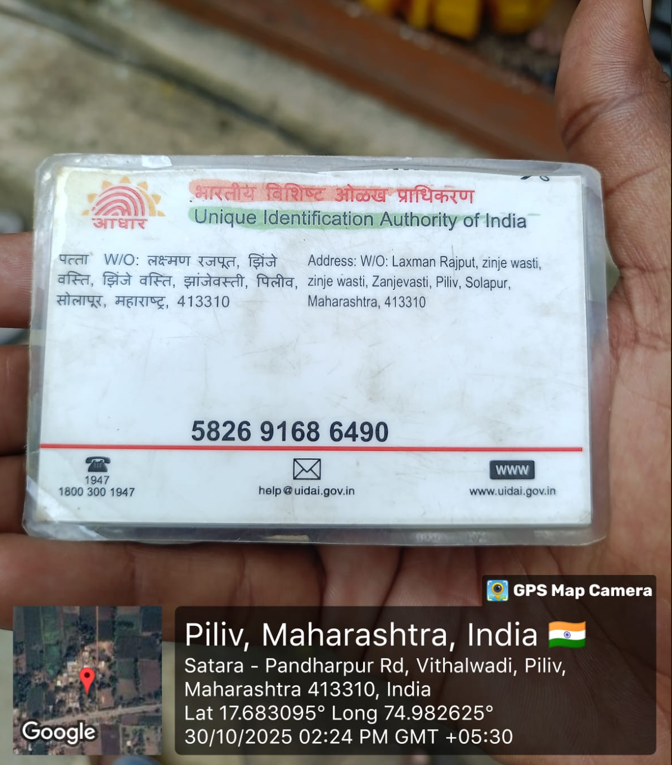 भारतीय विशिष्ट ओळख प्राधिकरण
Unique Identification Authority of India
आधार
पत्ता W/O: लक्ष्मण रजपूत, झिंजे
वस्ति, झिंजे वस्ति, झांजेवस्ती, पिलीव,
सोलापूर, महाराष्ट्र, 413310
Address: W/O: Laxman Rajput, zinje wasti,
zinje wasti, Zanjevasti, Piliv, Solapur,
Maharashtra, 413310
5826 9168 6490
1947
1800 300 1947
help@uidai.gov.in
WWW
www.uidai.gov.in
GPS Map Camera
Piliv, Maharashtra, India
Satara - Pandharpur Rd, Vithalwadi, Piliv,
Maharashtra 413310, India
Lat 17.683095° Long 74.982625°
30/10/2025 02:24 PM GMT +05:30
Google